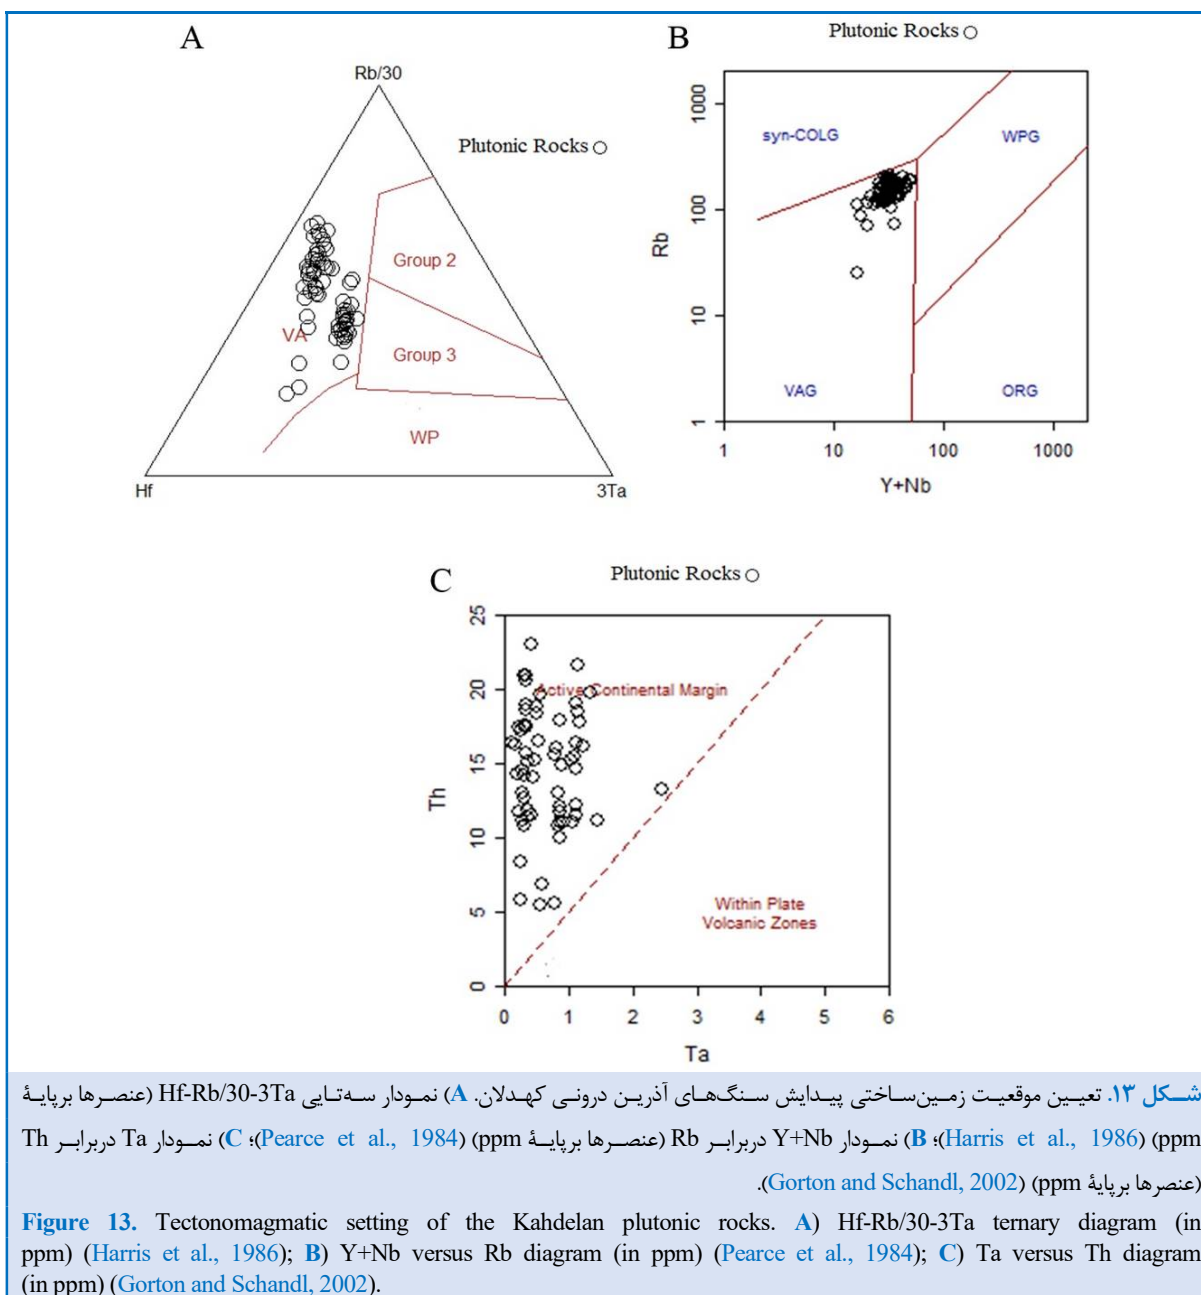 A
Rb/30
Plutonic Rocks
Group 2
VA
Group 3
WP
Hf
3Ta
B
Plutonic Rocks
1000
syn-COLG
WPG
100
Rb
10
VAG
ORG
1
1
10
100
1000
Y+Nb
C
Plutonic Rocks
25
20
Active Continental Margin
15
Th
10
5
Within Plate
Volcanic Zones
0
0
1
2
3
4
5
6
Ta
شکل ۱۳. تعیین موقعیت زمین‌ساختی پیدایش سنگ‌های آذرین درونی کهدلان. A) نمودار سه‌تایی Hf-Rb/30-3Ta (عنصرها برپایۀ
ppm) (Harris et al., 1986)؛ B) نمودار Y+Nb دربرابر Rb (عنصرها برپایۀ ppm) (Pearce et al., 1984)؛ C) نمودار Ta دربرابر Th
(عنصرها برپایۀ ppm) (Gorton and Schandl, 2002).
Figure 13. Tectonomagmatic setting of the Kahdelan plutonic rocks. A) Hf-Rb/30-3Ta ternary diagram (in
ppm) (Harris et al., 1986); B) Y+Nb versus Rb diagram (in ppm) (Pearce et al., 1984); C) Ta versus Th diagram
(in ppm) (Gorton and Schandl, 2002).